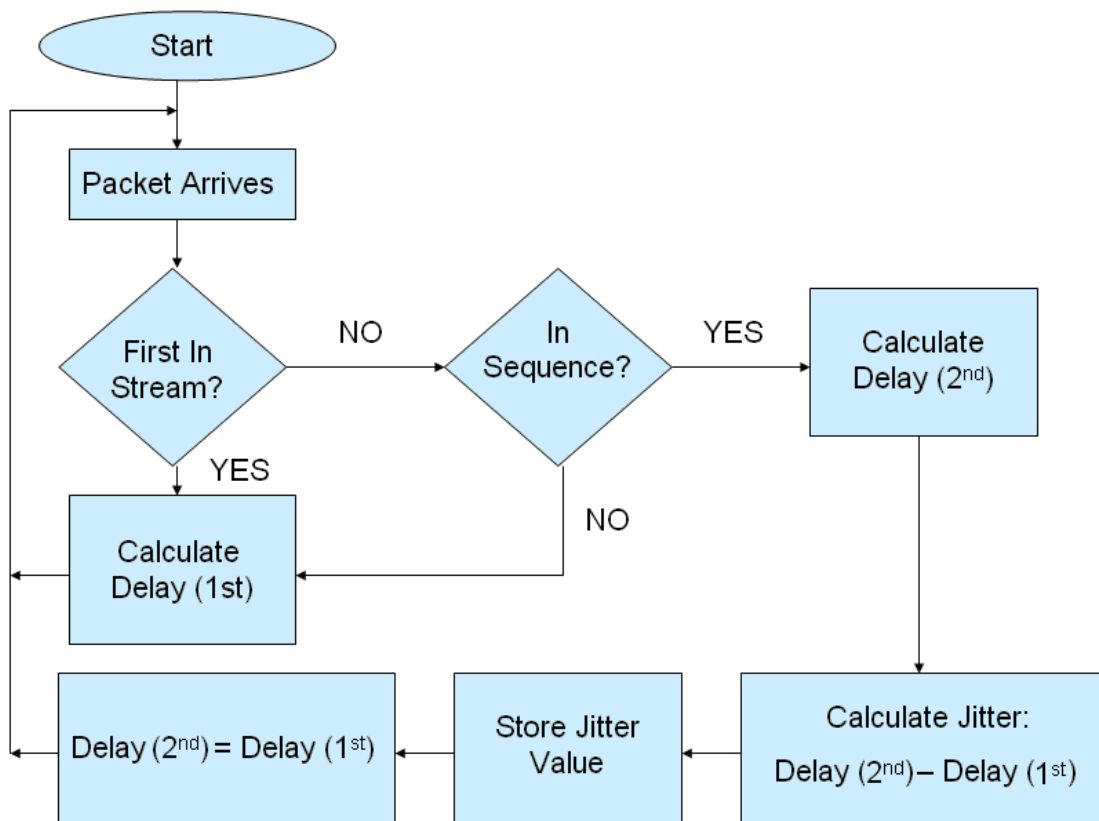 Start
Packet Arrives
First In
Stream?
NO
In
Sequence?
YES
Calculate
Delay (2nd)
YES
NO
Calculate
Delay (1st)
Delay (2nd) = Delay (1st)
Store Jitter
Value
Calculate Jitter:
Delay (2nd) – Delay (1st)